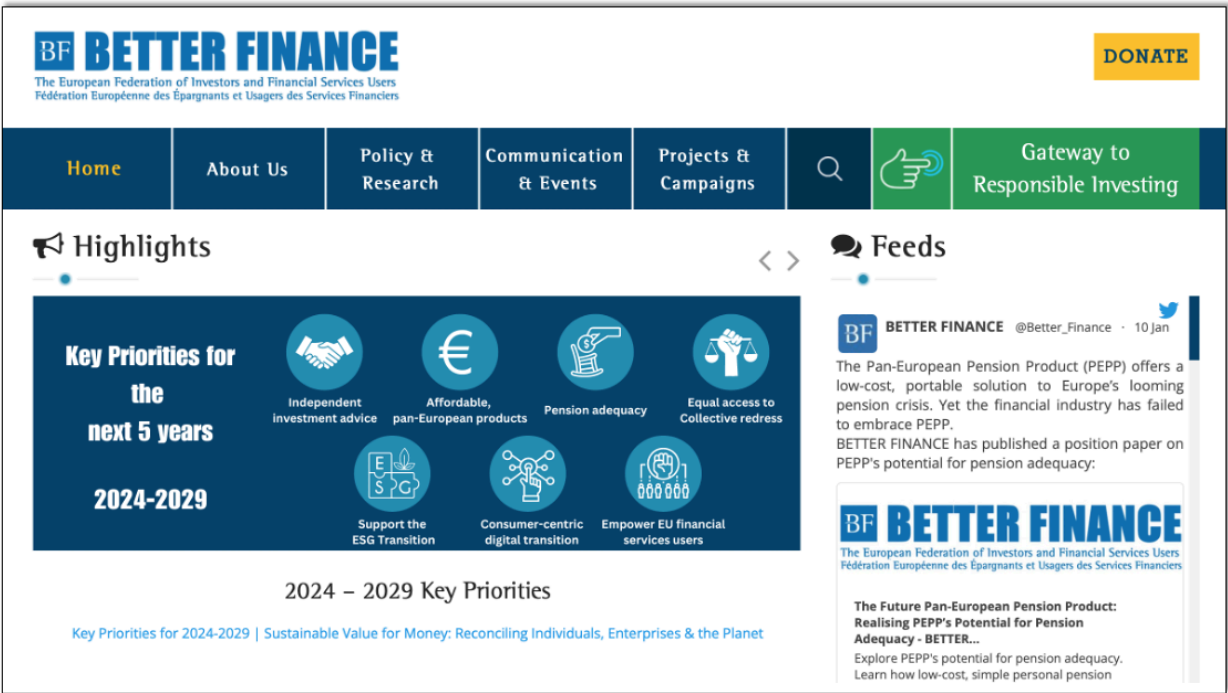 BF BETTER FINANCE
The European Federation of Investors and Financial Services Users
Fédération Européenne des Épargnants et Usagers des Services Financiers
DONATE
Home
About Us
Policy &
Research
Communication
& Events
Projects &
Campaigns
Gateway to
Responsible Investing
Highlights
Key Priorities for
the
next 5 years
2024-2029
Independent
investment advice
Affordable,
pan-European products
Pension adequacy
Equal access to
Collective redress
E
S G
Support the
ESG Transition
Consumer-centric
digital transition
Empower EU financial
services users
2024 – 2029 Key Priorities
Key Priorities for 2024-2029 | Sustainable Value for Money: Reconciling Individuals, Enterprises & the Planet
Feeds
BF BETTER FINANCE @Better_Finance · 10 Jan
The Pan-European Pension Product (PEPP) offers a
low-cost, portable solution to Europe's looming
pension crisis. Yet the financial industry has failed
to embrace PEPP.
BETTER FINANCE has published a position paper on
PEPP's potential for pension adequacy:
BF BETTER FINANCE
The European Federation of Investors and Financial Services Users
Fédération Européenne des Épargnants et Usagers des Services Financiers
The Future Pan-European Pension Product:
Realising PEPP's Potential for Pension
Adequacy - BETTER...
Explore PEPP's potential for pension adequacy.
Learn how low-cost, simple personal pension